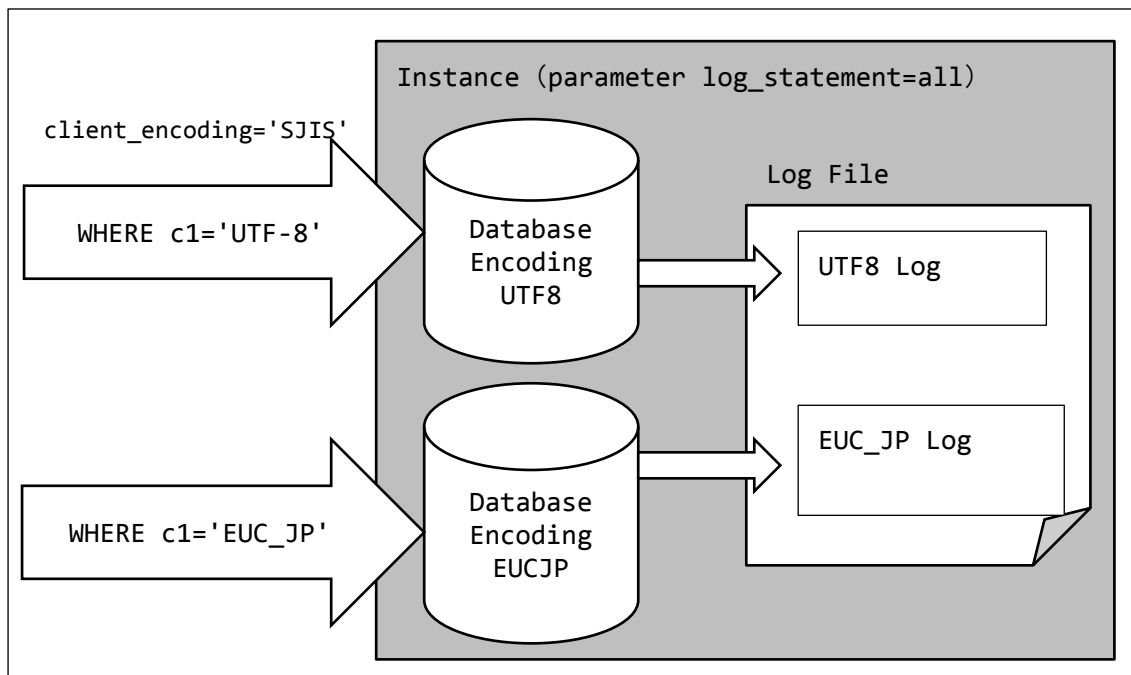 Instance（parameter log_statement=all）
client_encoding='SJIS'
WHERE c1='UTF-8'
Database
Encoding
UTF8
Log File
UTF8 Log
WHERE c1='EUC_JP'
Database
Encoding
EUCJP
EUC_JP Log